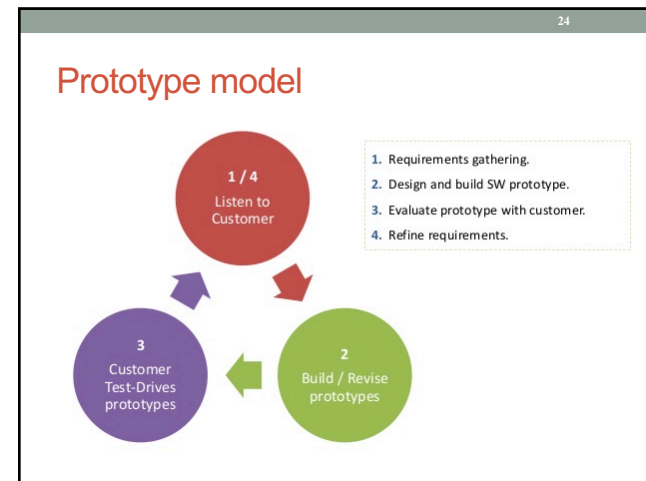 24
Prototype model
1 / 4
Listen to
Customer
1. Requirements gathering.
2. Design and build SW prototype.
3. Evaluate prototype with customer.
4. Refine requirements.
3
Customer
Test-Drives
prototypes
2
Build / Revise
prototypes